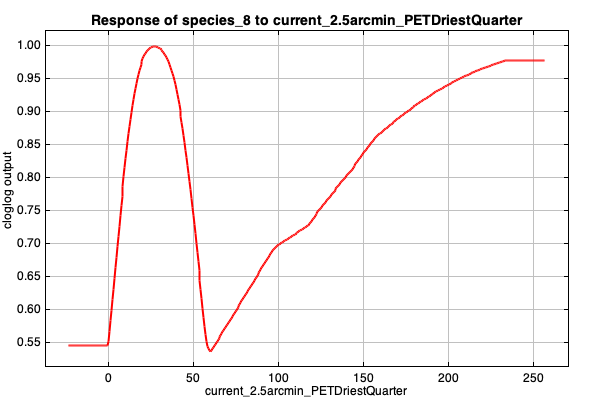 Response of species_8 to current_2.5arcmin_PETDriestQuarter
1.00
0.95
0.90
0.85
0.80
0.75
0.70
0.65
0.60
0.55
cloglog output
0 50 100 150 200 250
current_2.5arcmin_PETDriestQuarter